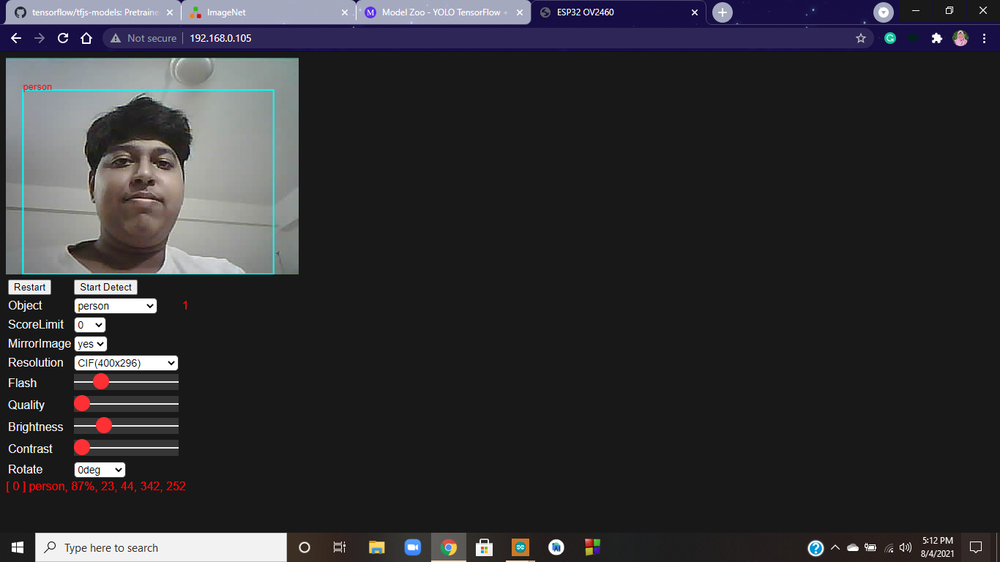 tensorflow/tfjs-models: Pretraine
ImageNet
Model Zoo - YOLO TensorFlow +
ESP32 OV2460
Not secure
192.168.0.105
person
Restart
Start Detect
Object
person
1
ScoreLimit
0
MirrorImage
yes
Resolution
CIF(400x296)
Flash
Quality
Brightness
Contrast
Rotate
0deg
[ 0 ] person, 87%, 23, 44, 342, 252
Type here to search
5:12 PM
8/4/2021